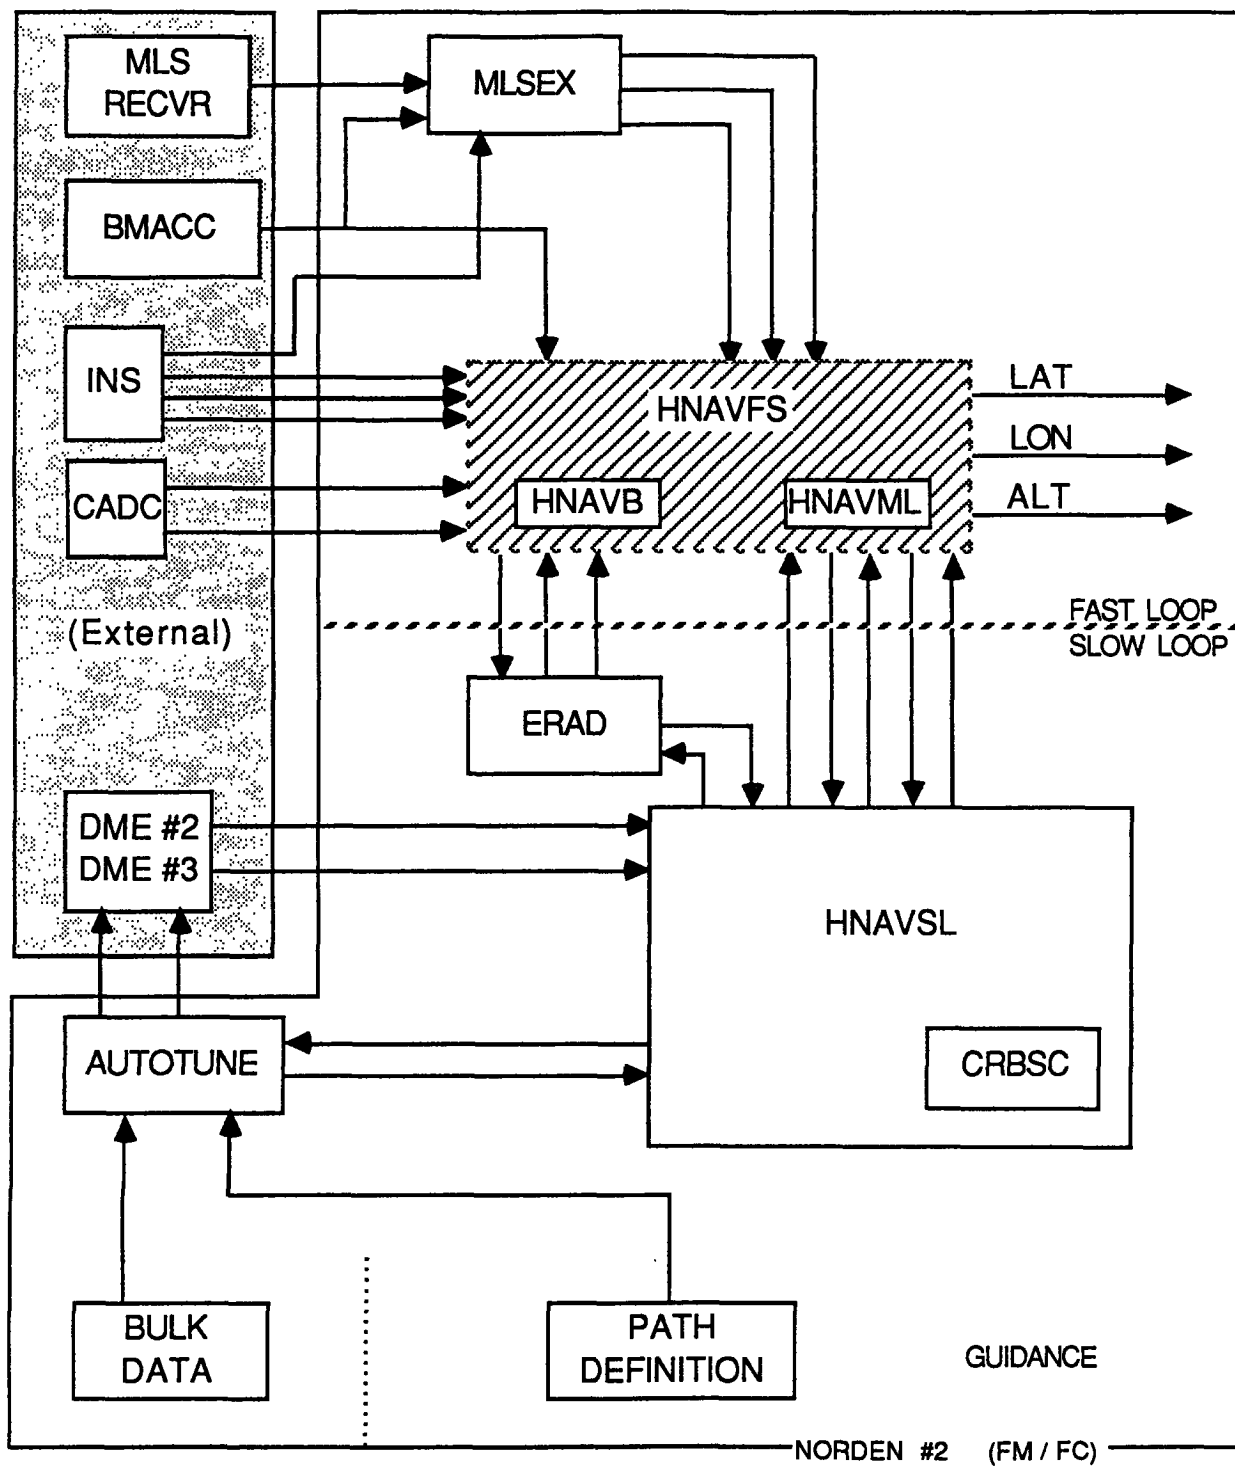 MLS
RECVR
MLSEX
BMACC
INS
HNAVFS
LAT
LON
CADC
HNAVB
HNAVML
ALT
(External)
FAST LOOP
SLOW LOOP
ERAD
DME #2
DME #3
HNAVSL
AUTOTUNE
CRBSC
BULK
DATA
PATH
DEFINITION
GUIDANCE
NORDEN #2 (FM / FC)